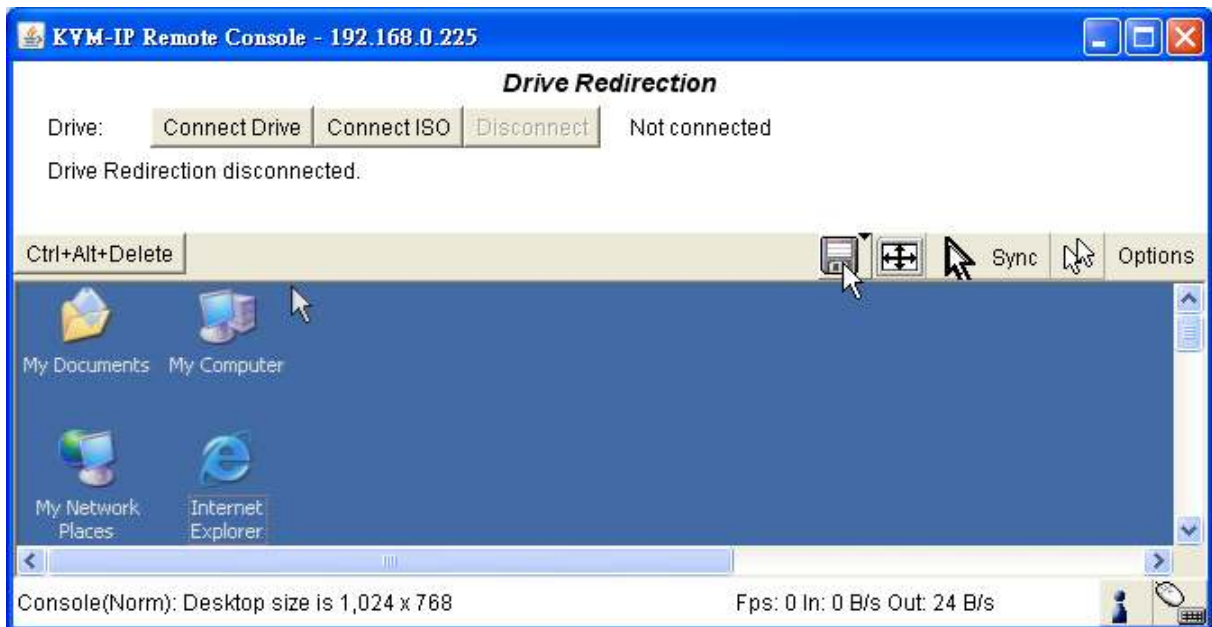 KVM-IP Remote Console - 192.168.0.225
Drive Redirection
Drive: Connect Drive Connect ISO Disconnect Not connected
Drive Redirection disconnected.
Ctrl+Alt+Delete Sync Options
My Documents My Computer
My Network Places
Internet Explorer
Console(Norm): Desktop size is 1,024 x 768 Fps: 0 In: 0 B/s Out: 24 B/s